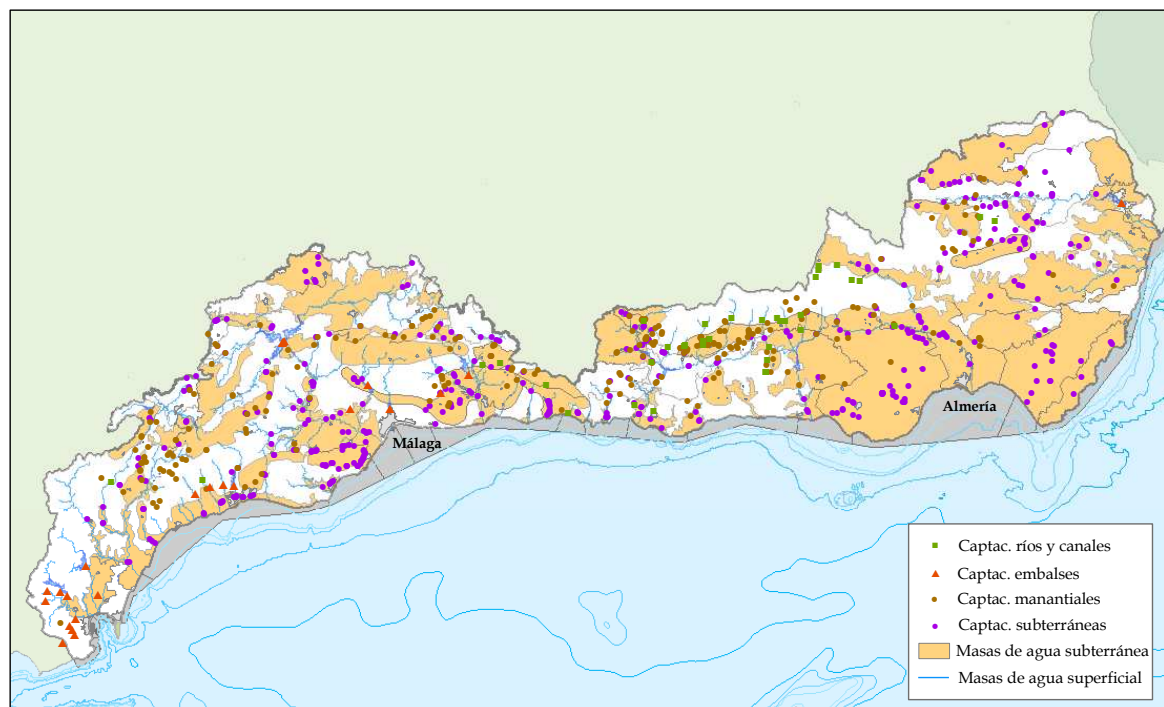 Almería
Málaga
Captac. ríos y canales
Captac. embalses
Captac. manantiales
Captac. subterráneas
Masas de agua subterránea
Masas de agua superficial